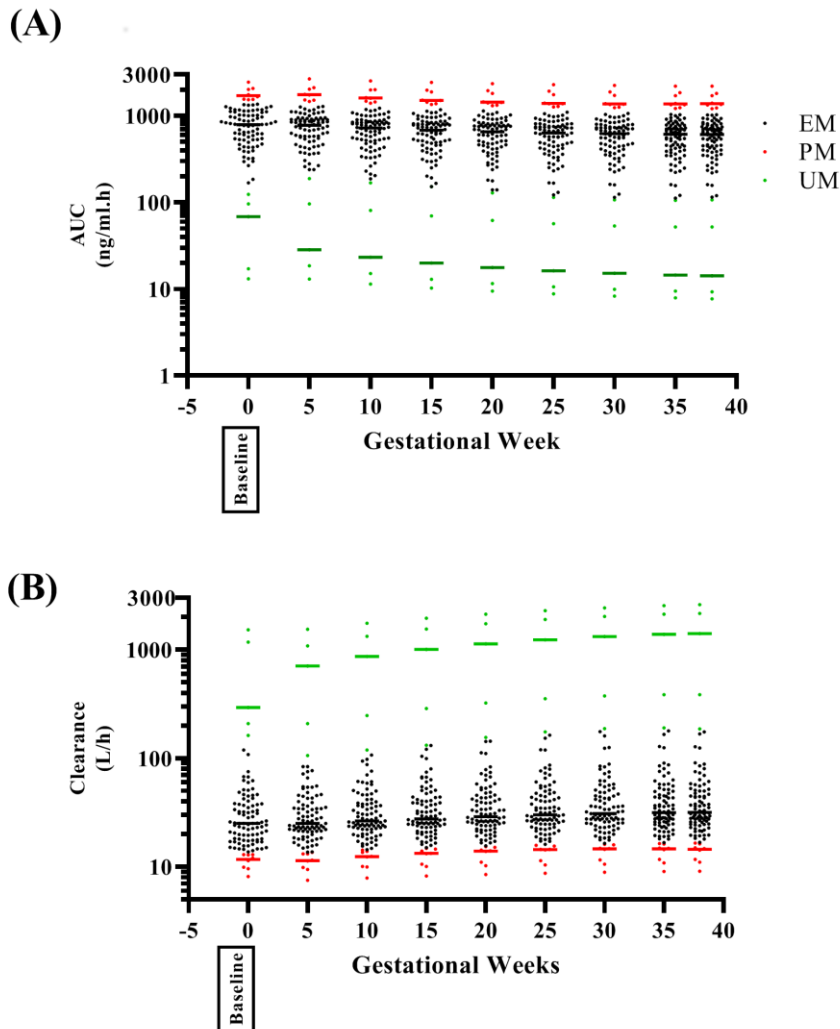 (A)
3000
1000
100
10
1
AUC
(ng/ml.h)
-5 0 5 10 15 20 25 30 35 40
Gestational Week
Baseline
EM
PM
UM
(B)
3000
1000
100
10
Clearance
(L/h)
-5 0 5 10 15 20 25 30 35 40
Gestational Weeks
Baseline